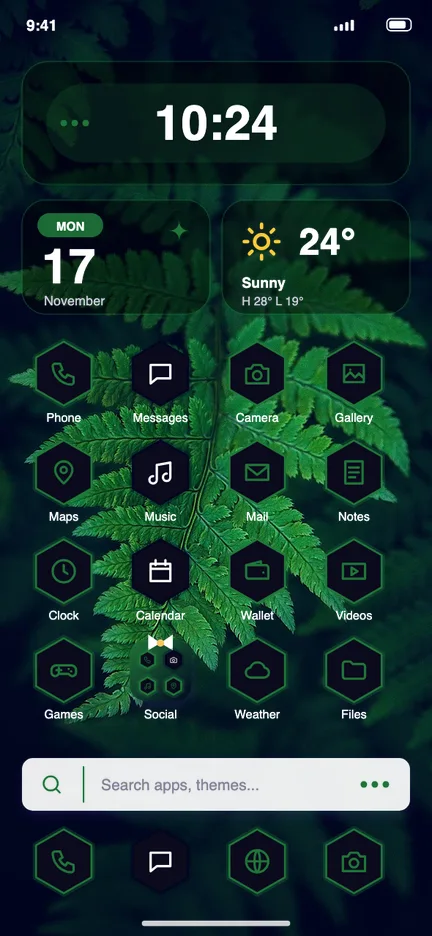 9:41
10:24
MON
17
November
24°
Sunny
H 28° L 19°
Phone Messages Camera Gallery
Maps Music Mail Notes
Clock Calendar Wallet Videos
Games Social Weather Files
Search apps, themes...